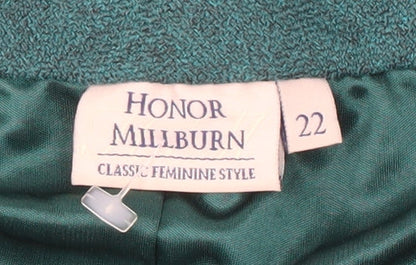 HONOR
MILLBURN
CLASSIC FEMININE STYLE
22